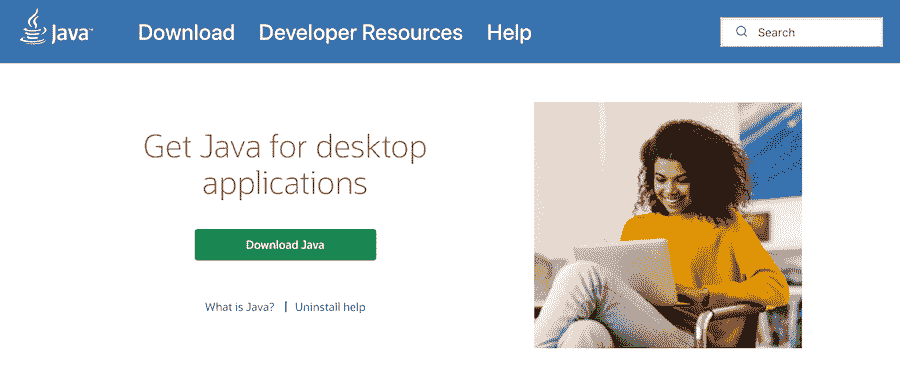 Java™
Download
Developer Resources
Help
Search
Get Java for desktop
applications
Download Java
What is Java? | Uninstall help